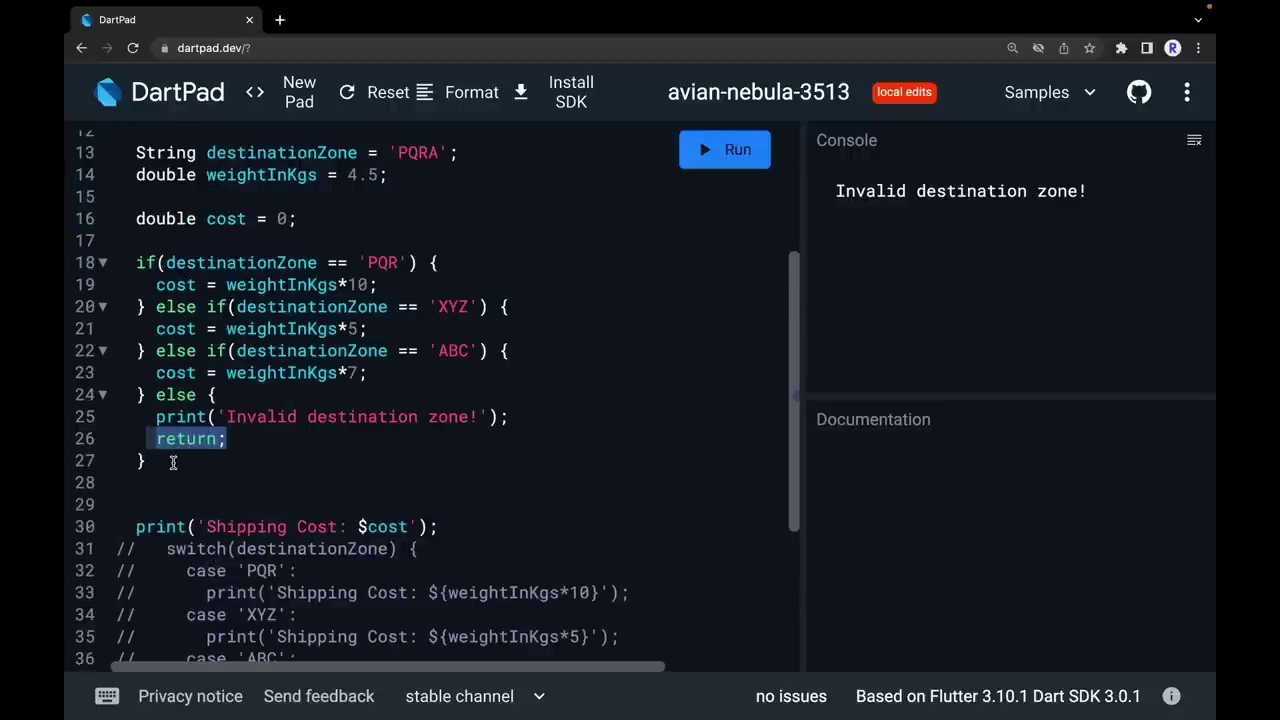 DartPad
dartpad.dev/?
R
DartPad
<> New Pad
Reset
Format
Install SDK
avian-nebula-3513
local edits
Samples
12
13 String destinationZone = 'PQRA';
14 double weightInKgs = 4.5;
15
16 double cost = 0;
17
18 if(destinationZone == 'PQR') {
19 cost = weightInKgs*10;
20 } else if(destinationZone == 'XYZ') {
21 cost = weightInKgs*5;
22 } else if(destinationZone == 'ABC') {
23 cost = weightInKgs*7;
24 } else {
25 print('Invalid destination zone!');
26 return;
27 }
28
29
30 print('Shipping Cost: $cost');
31 // switch(destinationZone) {
32 // case 'PQR':
33 // print('Shipping Cost: ${weightInKgs*10}');
34 // case 'XYZ':
35 // print('Shipping Cost: ${weightInKgs*5}');
36 // case 'ABC':
Run
Console
Invalid destination zone!
Documentation
Privacy notice
Send feedback
stable channel
no issues
Based on Flutter 3.10.1 Dart SDK 3.0.1